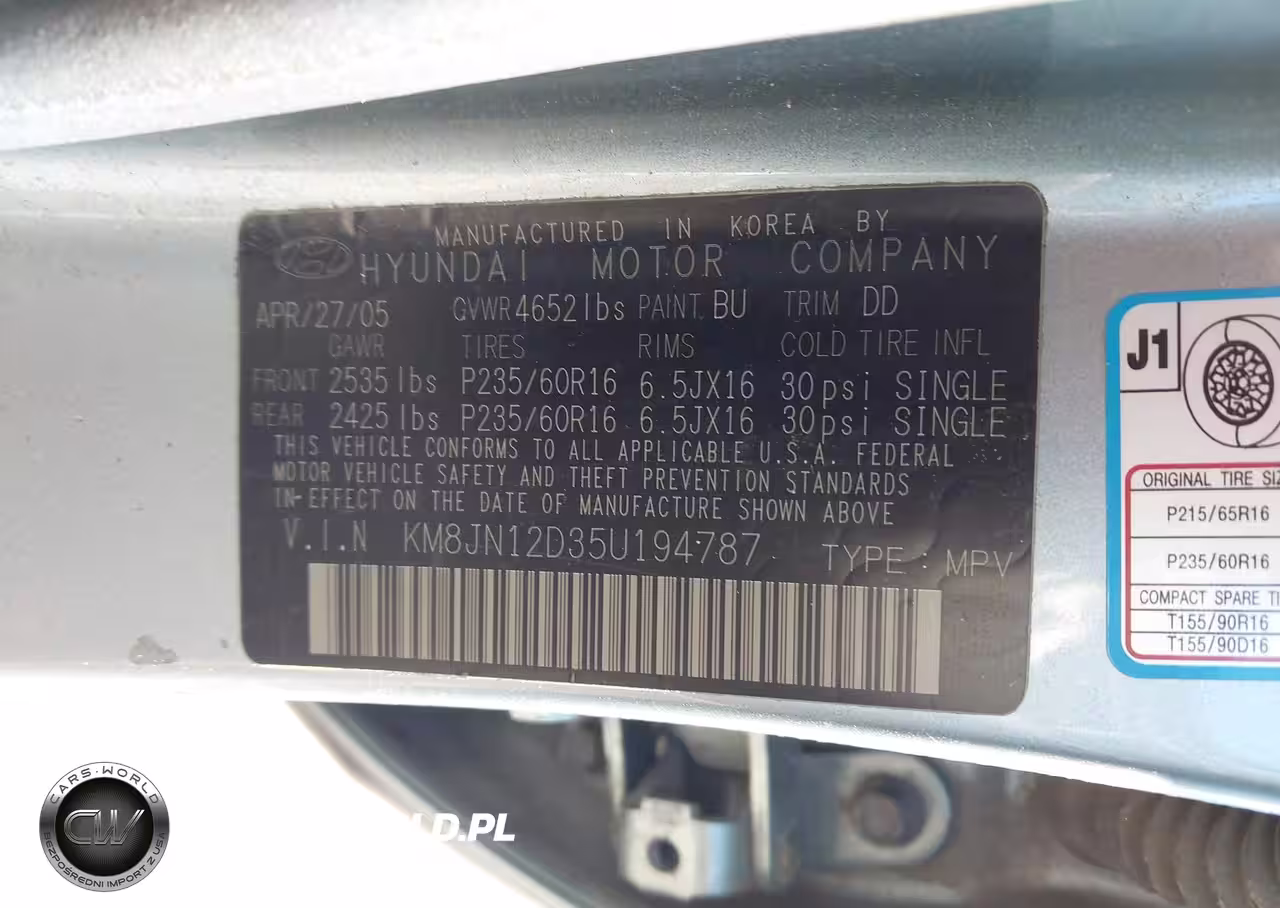 MANUFACTURED IN KOREA BY
HYUNDAI MOTOR COMPANY
APR/27/05 GVWR 4652 lbs PAINT BU TRIM DD
GAWR TIRES RIMS COLD TIRE INFL
FRONT 2535 lbs P235/60R16 6.5JX16 30psi SINGLE
REAR 2425 lbs P235/60R16 6.5JX16 30psi SINGLE
THIS VEHICLE CONFORMS TO ALL APPLICABLE U.S.A. FEDERAL
MOTOR VEHICLE SAFETY AND THEFT PREVENTION STANDARDS
IN EFFECT ON THE DATE OF MANUFACTURE SHOWN ABOVE
V.I.N KM8JN12D35U194787 TYPE : MPV
J1
ORIGINAL TIRE
P215/65R16
P235/60R16
COMPACT SPARE
T155/90R16
T155/90D16
CARS-WORLD
CW
BEZPOŚREDNI IMPORT Z USA
LD.PL